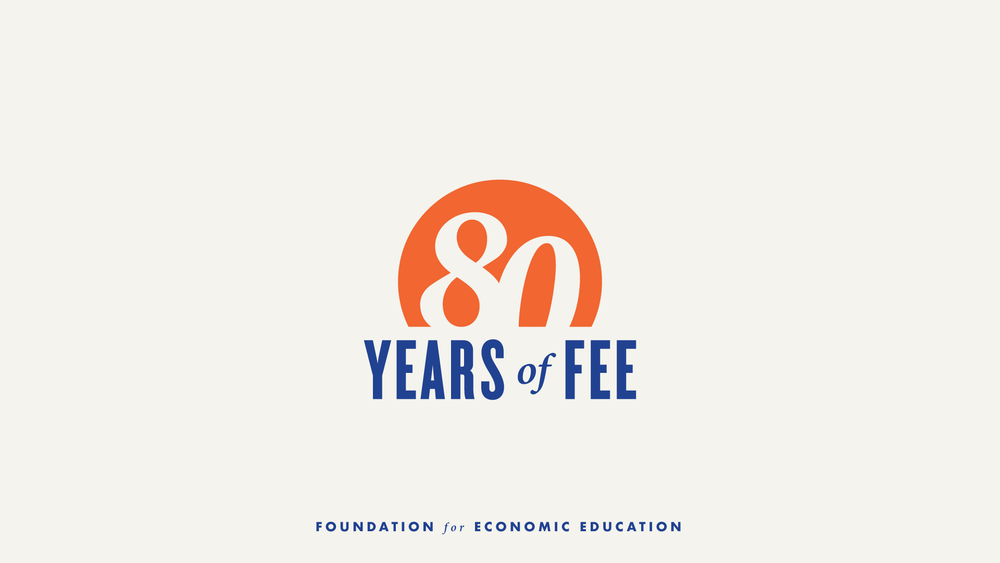 80
YEARS of FEE
FOUNDATION for ECONOMIC EDUCATION